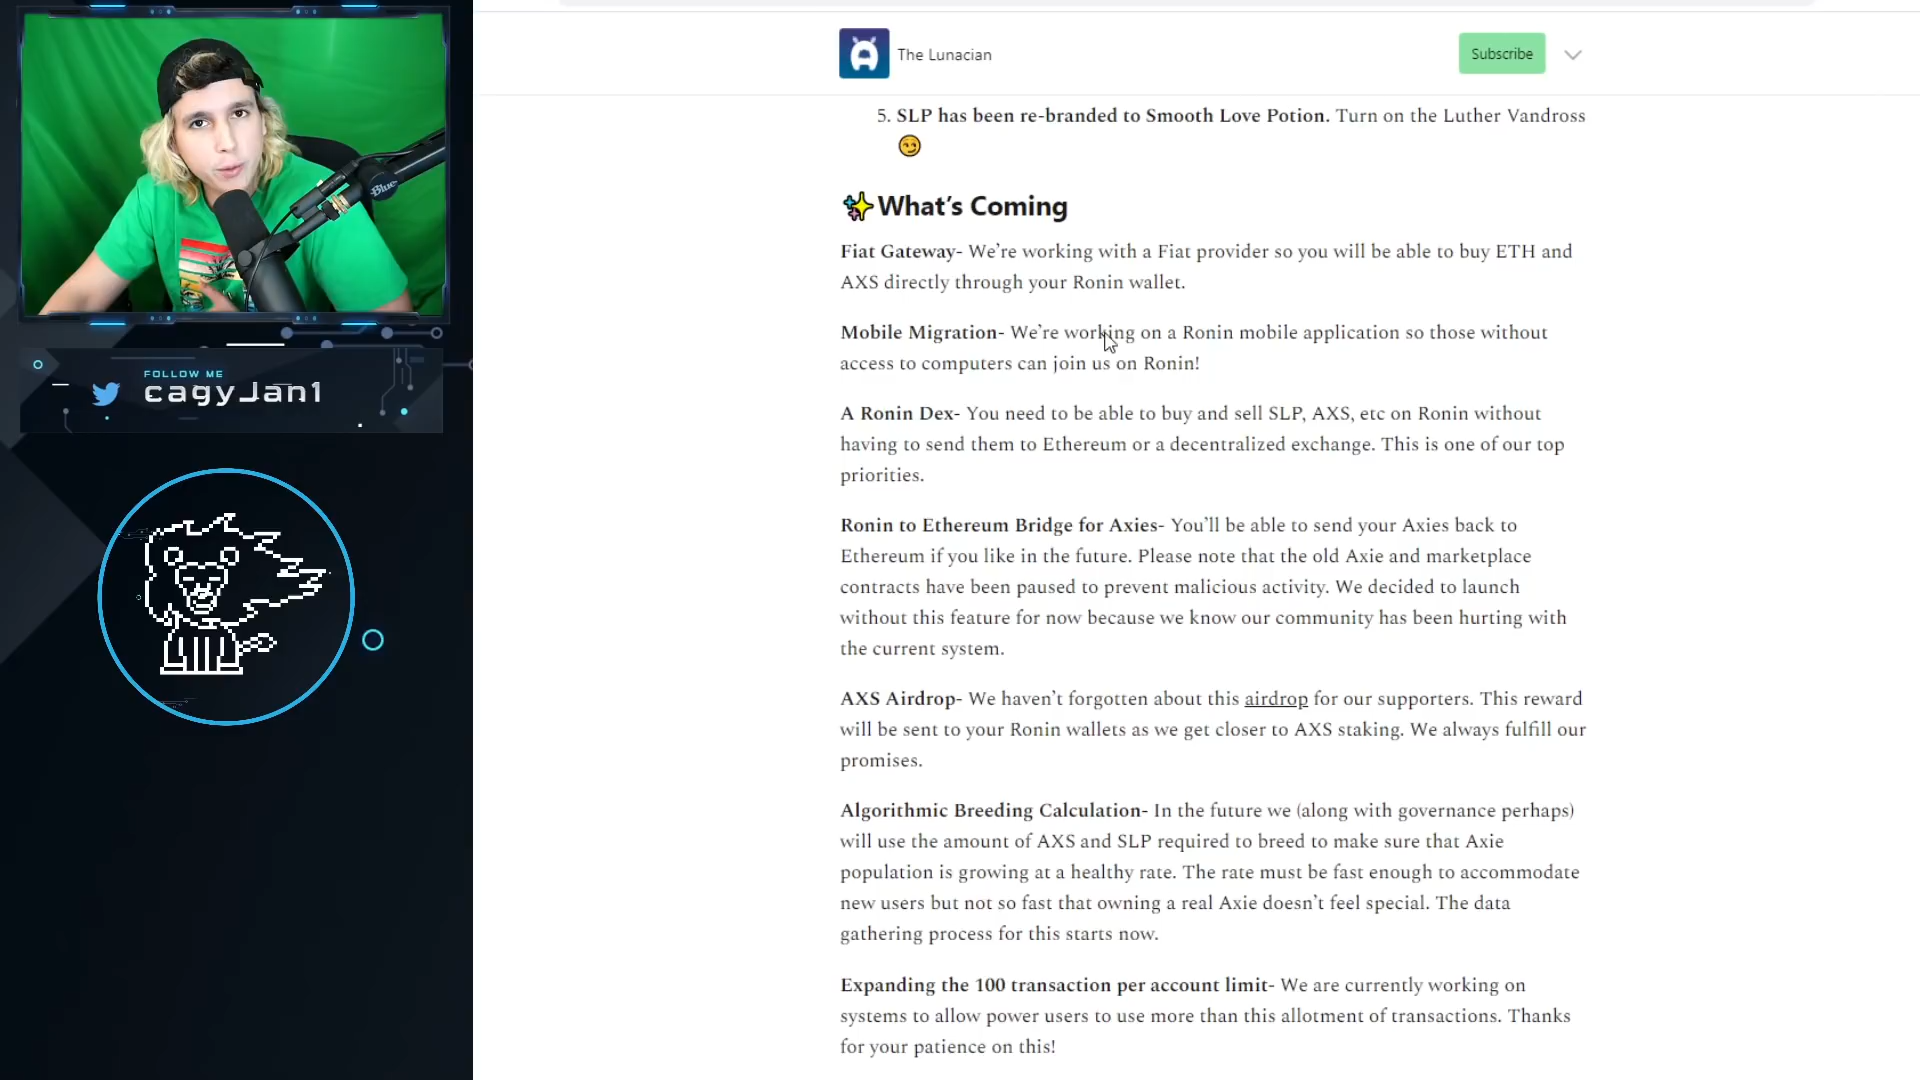 The Lunacian
Subscribe
5. SLP has been re-branded to Smooth Love Potion. Turn on the Luther Vandross
😏
✨What’s Coming
Fiat Gateway- We’re working with a Fiat provider so you will be able to buy ETH and
AXS directly through your Ronin wallet.
Mobile Migration- We’re working on a Ronin mobile application so those without
access to computers can join us on Ronin!
A Ronin Dex- You need to be able to buy and sell SLP, AXS, etc on Ronin without
having to send them to Ethereum or a decentralized exchange. This is one of our top
priorities.
Ronin to Ethereum Bridge for Axies- You’ll be able to send your Axies back to
Ethereum if you like in the future. Please note that the old Axie and marketplace
contracts have been paused to prevent malicious activity. We decided to launch
without this feature for now because we know our community has been hurting with
the current system.
AXS Airdrop- We haven’t forgotten about this airdrop for our supporters. This reward
will be sent to your Ronin wallets as we get closer to AXS staking. We always fulfill our
promises.
Algorithmic Breeding Calculation- In the future we (along with governance perhaps)
will use the amount of AXS and SLP required to breed to make sure that Axie
population is growing at a healthy rate. The rate must be fast enough to accommodate
new users but not so fast that owning a real Axie doesn’t feel special. The data
gathering process for this starts now.
Expanding the 100 transaction per account limit- We are currently working on
systems to allow power users to use more than this allotment of transactions. Thanks
for your patience on this!
Blue
FOLLOW ME
cagyJan1